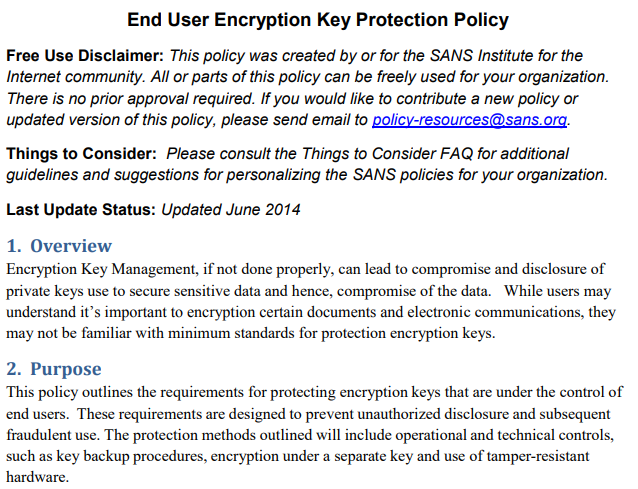 End User Encryption Key Protection Policy
Free Use Disclaimer: This policy was created by or for the SANS Institute for the
Internet community. All or parts of this policy can be freely used for your organization.
There is no prior approval required. If you would like to contribute a new policy or
updated version of this policy, please send email to policy-resources@sans.org.
Things to Consider: Please consult the Things to Consider FAQ for additional
guidelines and suggestions for personalizing the SANS policies for your organization.
Last Update Status: Updated June 2014
1. Overview
Encryption Key Management, if not done properly, can lead to compromise and disclosure of
private keys use to secure sensitive data and hence, compromise of the data. While users may
understand it’s important to encryption certain documents and electronic communications, they
may not be familiar with minimum standards for protection encryption keys.
2. Purpose
This policy outlines the requirements for protecting encryption keys that are under the control of
end users. These requirements are designed to prevent unauthorized disclosure and subsequent
fraudulent use. The protection methods outlined will include operational and technical controls,
such as key backup procedures, encryption under a separate key and use of tamper-resistant
hardware.